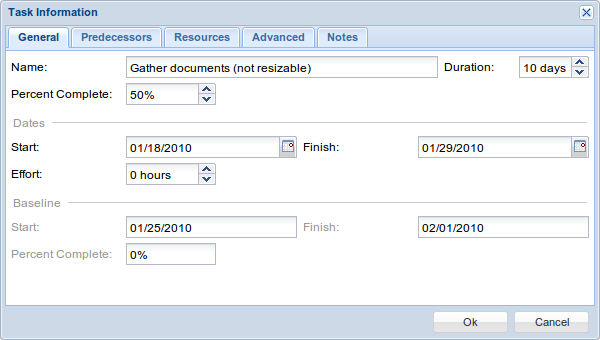 Task Information
General Predecessors Resources Advanced Notes
Name: Gather documents (not resizable) Duration: 10 days
Percent Complete: 50%
Dates
Start: 01/18/2010 Finish: 01/29/2010
Effort: 0 hours
Baseline
Start: 01/25/2010 Finish: 02/01/2010
Percent Complete: 0%
Ok Cancel